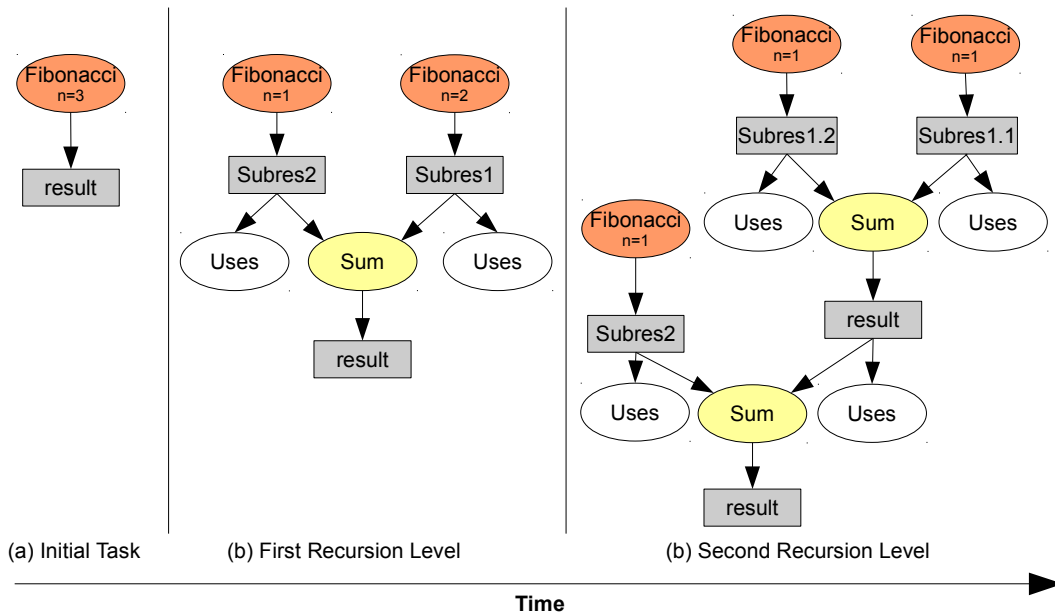 Fibonacci
n=3
result
(a) Initial Task
Fibonacci
n=1
Fibonacci
n=2
Subres2
Subres1
Uses
Sum
Uses
result
(b) First Recursion Level
Fibonacci
n=1
Fibonacci
n=1
Subres1.2
Subres1.1
Uses
Sum
Uses
Fibonacci
n=1
Subres2
result
Uses
Sum
Uses
result
(b) Second Recursion Level
Time